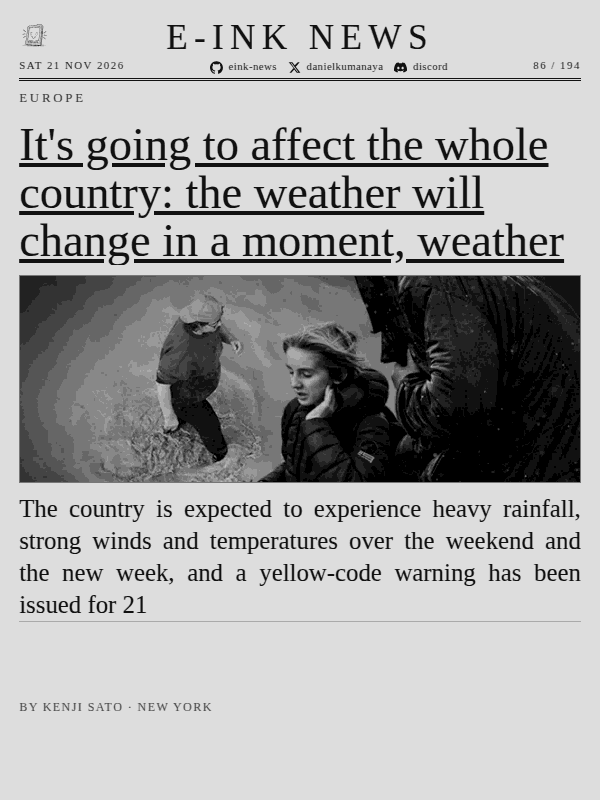 E-INK NEWS
SAT 21 NOV 2026
eink-news danielkumanaya discord
86 / 194
EUROPE
It's going to affect the whole
country: the weather will
change in a moment, weather
The country is expected to experience heavy rainfall,
strong winds and temperatures over the weekend and
the new week, and a yellow-code warning has been
issued for 21
BY KENJI SATO · NEW YORK